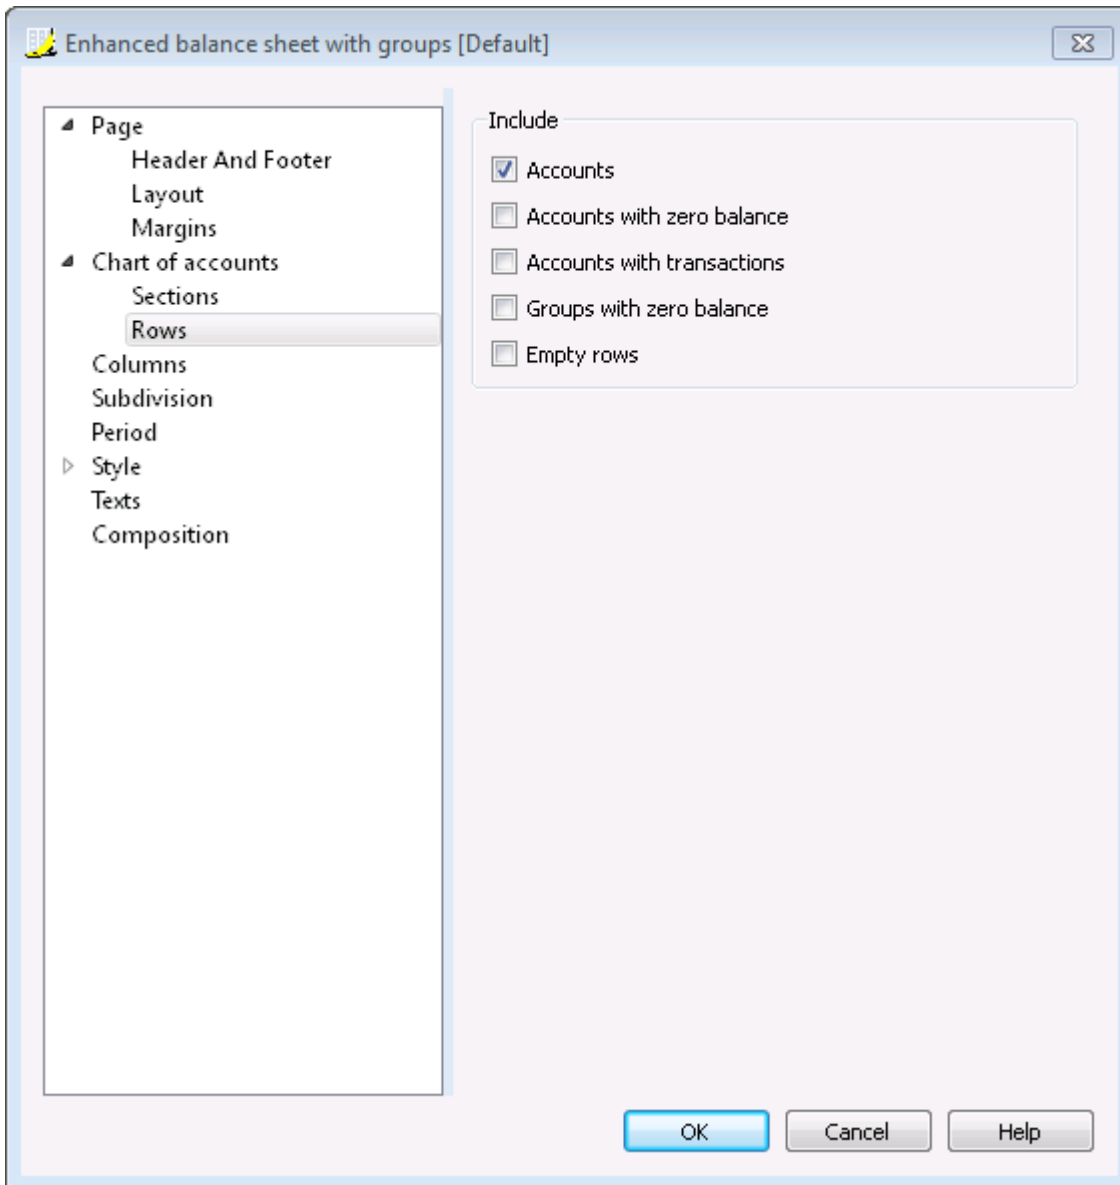 Enhanced balance sheet with groups [Default]
Page
Header And Footer
Layout
Margins
Chart of accounts
Sections
Rows
Columns
Subdivision
Period
Style
Texts
Composition
Include
Accounts
Accounts with zero balance
Accounts with transactions
Groups with zero balance
Empty rows
OK
Cancel
Help